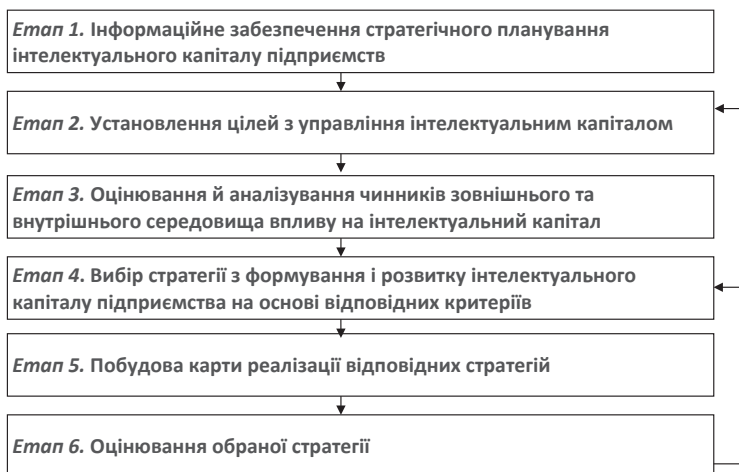 Етап 1. Інформаційне забезпечення стратегічного планування
інтелектуального капіталу підприємств
Етап 2. Установлення цілей з управління інтелектуальним капіталом
Етап 3. Оцінювання й аналізування чинників зовнішнього та
внутрішнього середовища впливу на інтелектуальний капітал
Етап 4. Вибір стратегії з формування і розвитку інтелектуального
капіталу підприємства на основі відповідних критеріїв
Етап 5. Побудова карти реалізації відповідних стратегій
Етап 6. Оцінювання обраної стратегії